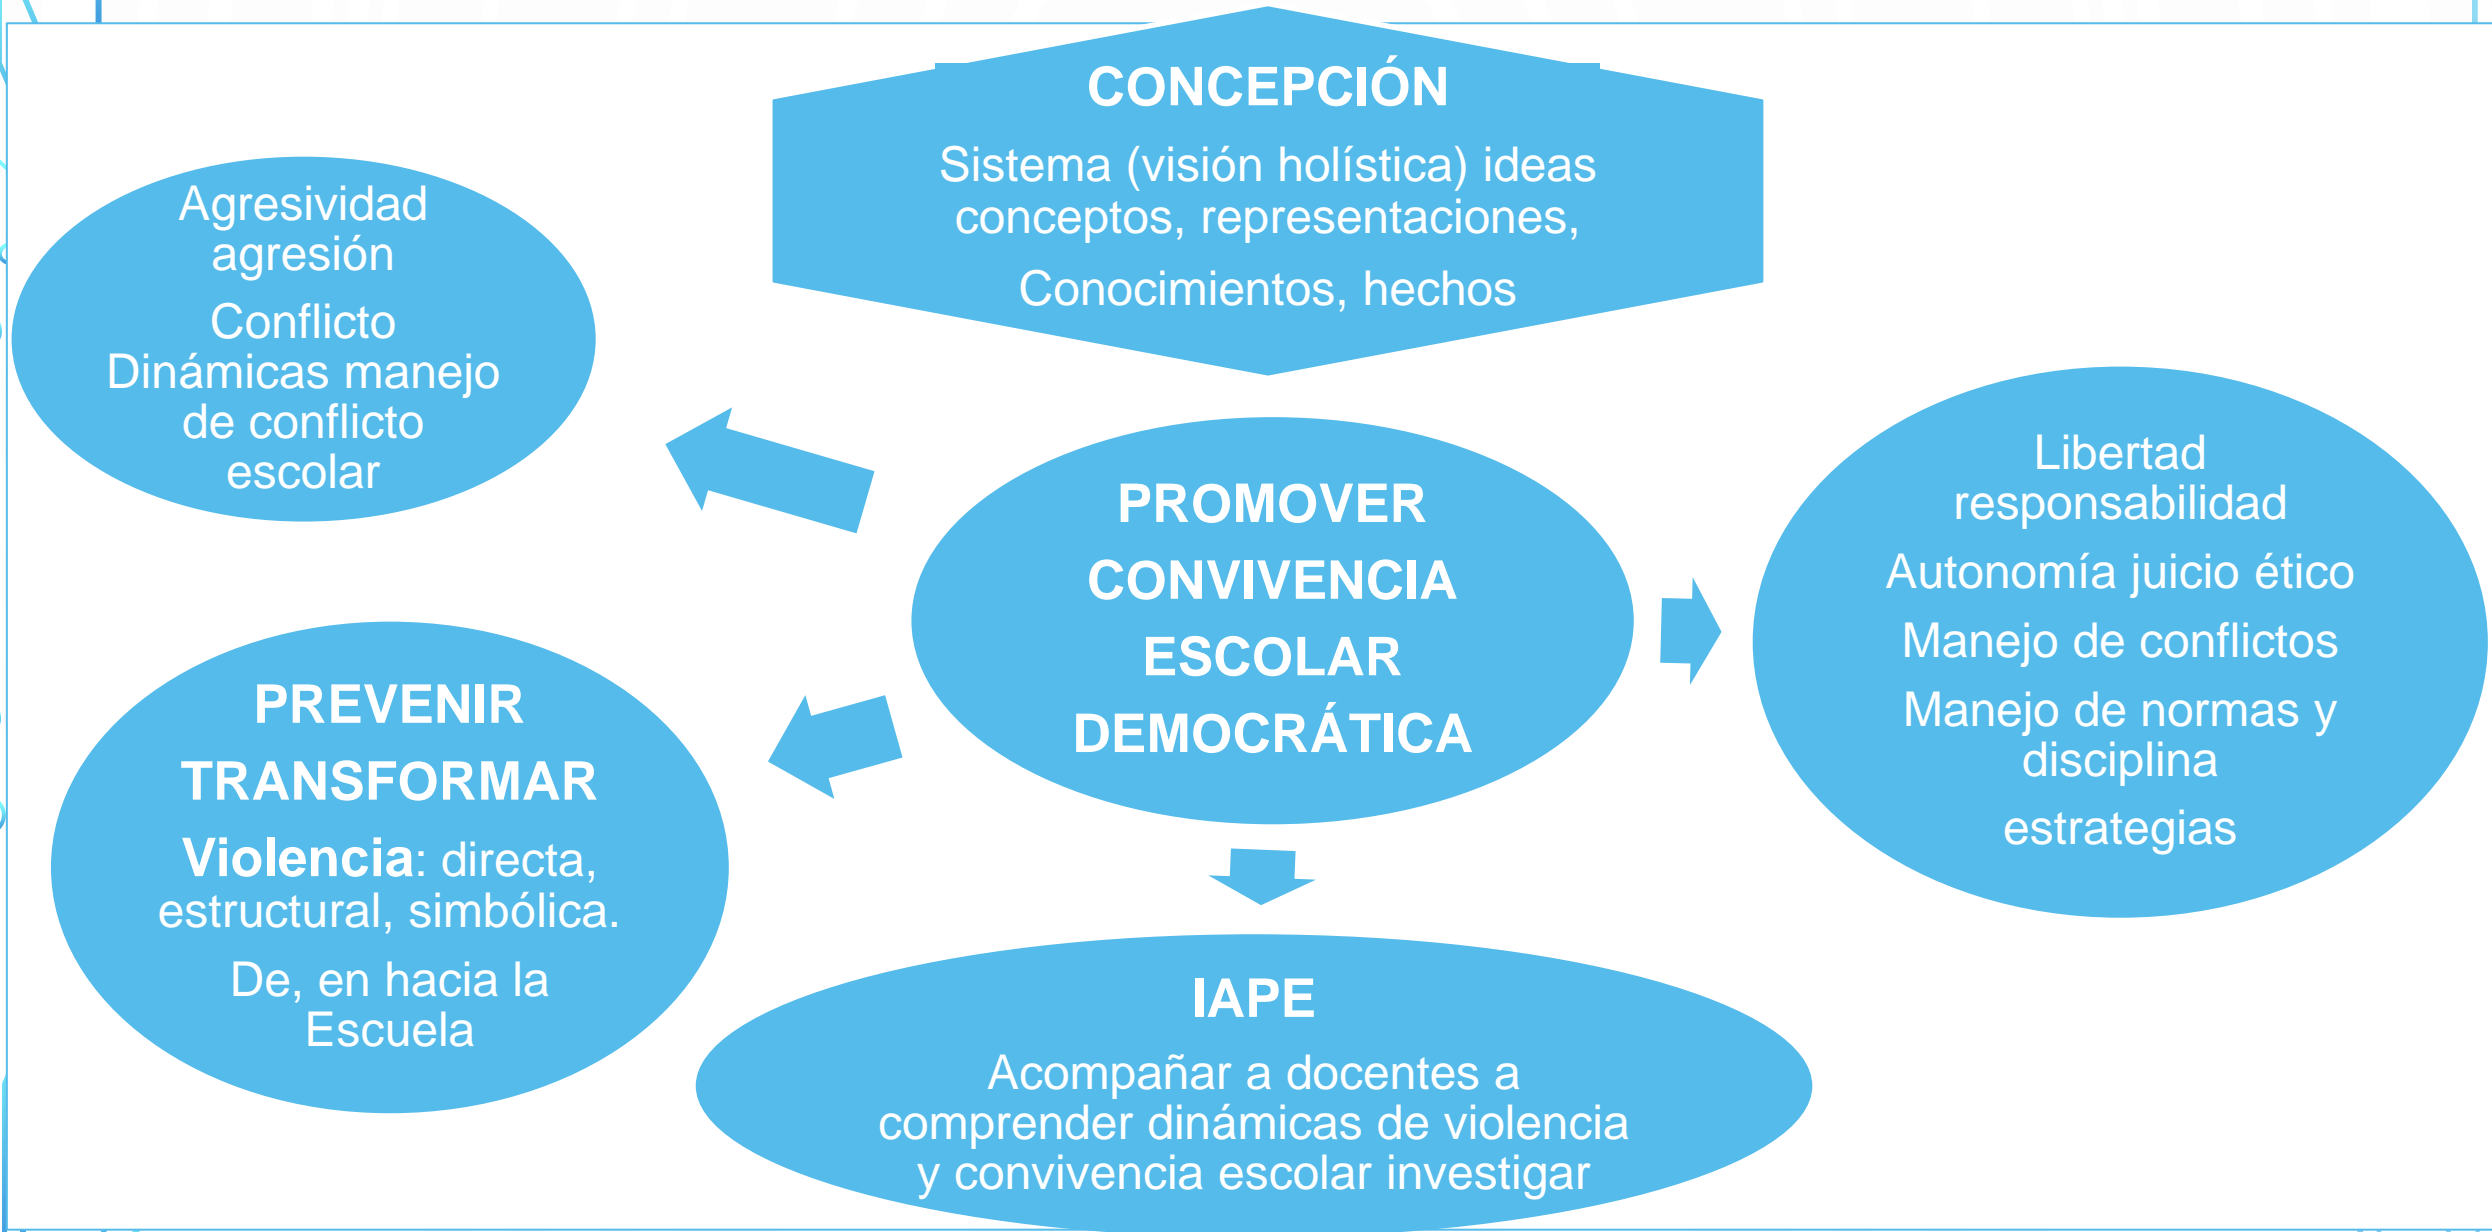 CONCEPCIÓN
Sistema (visión holística) ideas
conceptos, representaciones,
Conocimientos, hechos
Agresividad
agresión
Conflicto
Dinámicas manejo
de conflicto
escolar
PROMOVER
CONVIVENCIA
ESCOLAR
DEMOCRÁTICA
Libertad
responsabilidad
Autonomía juicio ético
Manejo de conflictos
Manejo de normas y
disciplina
estrategias
PREVENIR
TRANSFORMAR
Violencia: directa,
estructural, simbólica.
De, en hacia la
Escuela
IAPE
Acompañar a docentes a
comprender dinámicas de violencia
y convivencia escolar investigar